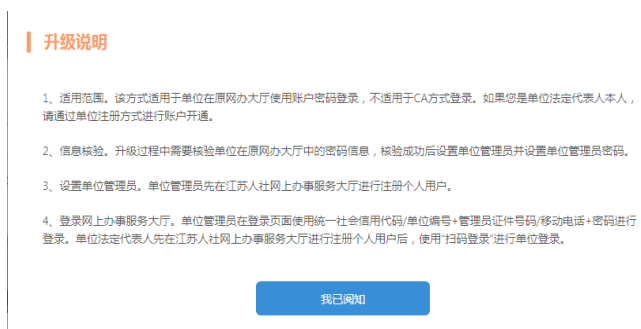 升级说明
1、适用范围。该方式适用于单位在原网办大厅使用账户密码登录，不适用于CA方式登录。如果您是单位法定代表人本人，
请通过单位注册方式进行账户开通。
2、信息核验。升级过程中需要核验单位在原网办大厅中的密码信息，核验成功后设置单位管理员并设置单位管理员密码。
3、设置单位管理员。单位管理员先在江苏人社网上办事服务大厅进行注册个人用户。
4、登录网上办事服务大厅。单位管理员在登录页面使用统一社会信用代码/单位编号+管理员证件号码/移动电话+密码进行
登录。单位法定代表人先在江苏人社网上办事服务大厅进行注册个人用户后，使用“扫码登录”进行单位登录。
我已阅知